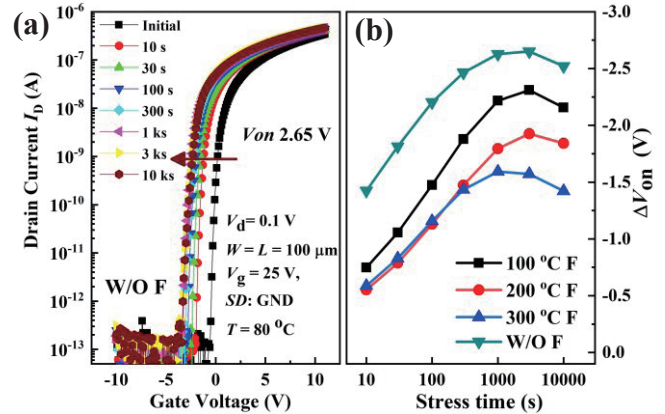 (a)
Drain Current I_D (A)
10⁻⁵
10⁻⁶
10⁻⁷
10⁻⁸
10⁻⁹
10⁻¹⁰
10⁻¹¹
10⁻¹²
10⁻¹³
Initial
10 s
30 s
100 s
300 s
1 ks
3 ks
10 ks
Von 2.65 V
V_d= 0.1 V
W = L = 100 μm
V_g = 25 V,
SD: GND
T = 80 °C
W/O F
-10 -5 0 5 10
Gate Voltage (V)
(b)
-3.0
-2.5
-2.0
-1.5
-1.0
-0.5
0.0
ΔV_on (V)
100 °C F
200 °C F
300 °C F
W/O F
10 100 1000 10000
Stress time (s)